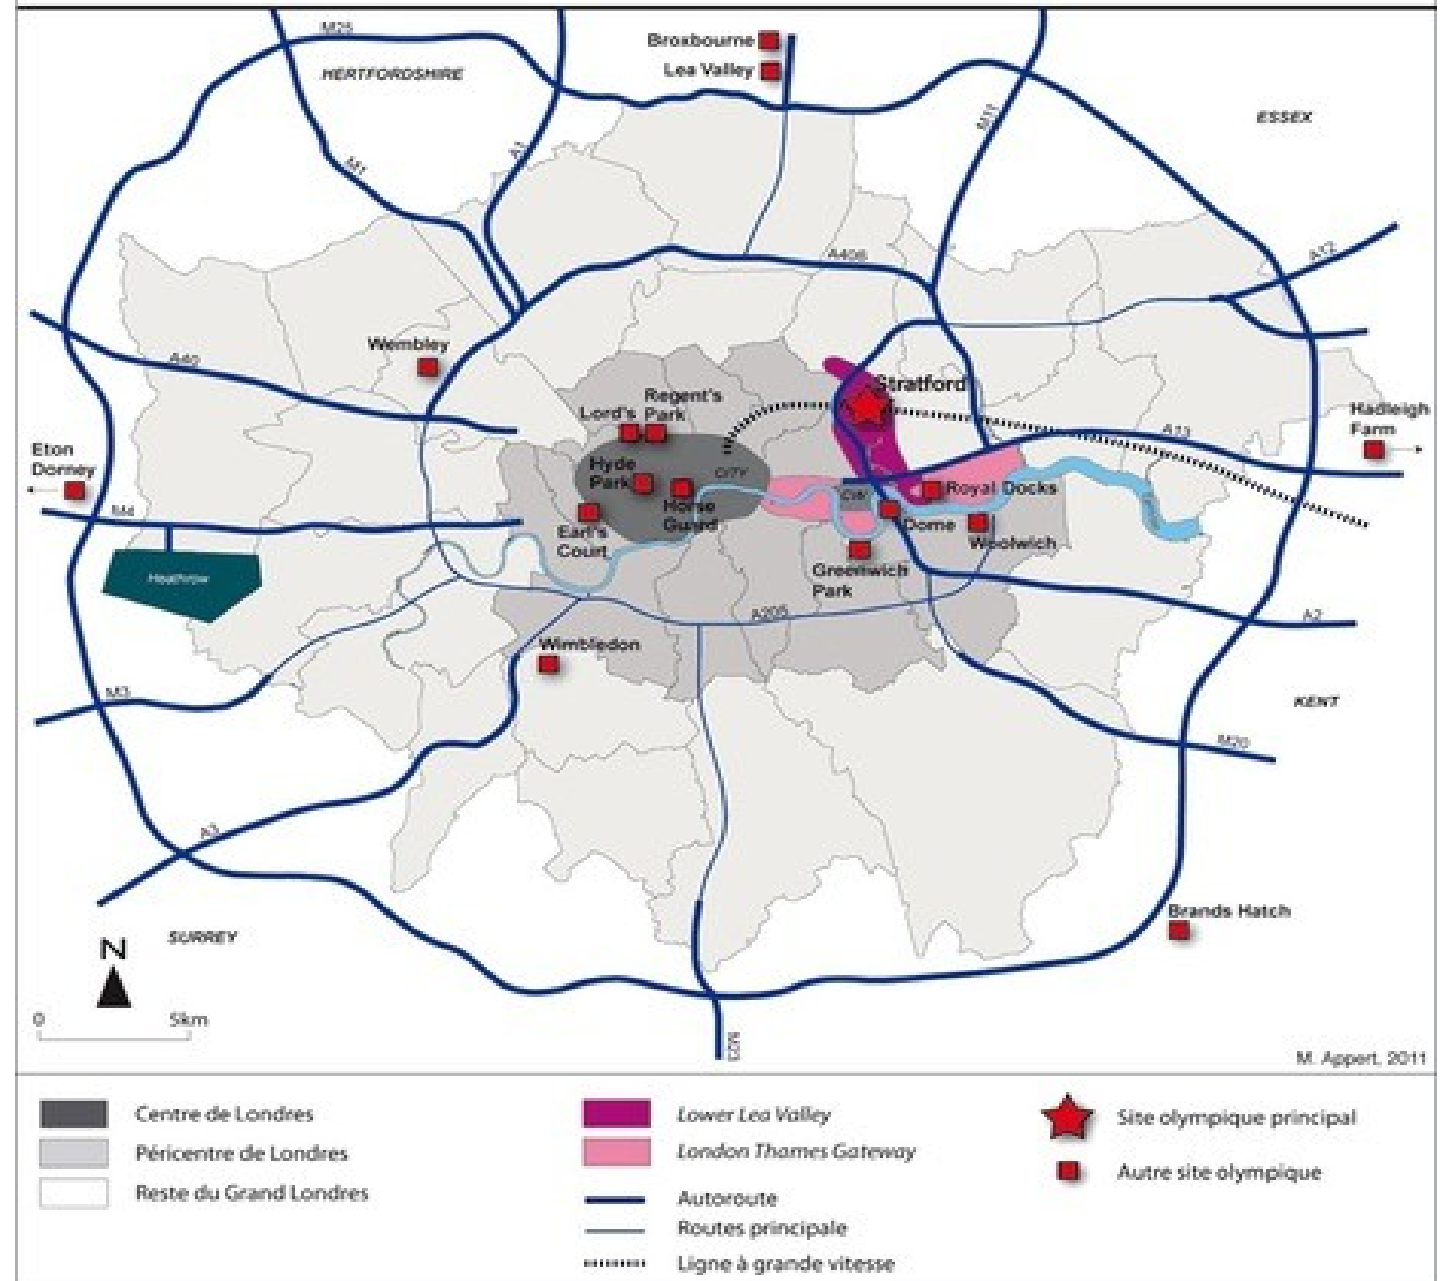 M25
HERTFORDSHIRE
Broxbourne
Lea Valley
M11
ESSEX
A1
M1
A406
A12
Wembley
A40
Stratford
Regent's
Lord's Park
Hadleigh
Farm
A13
Eton
Dorney
Hyde
Park
CITY
Royal Docks
Horse
Guard
M4
Earl's
Court
Dome
Woolwich
Heathrow
Greenwich
Park
A205
A2
Wimbledon
M3
KENT
M20
A3
Brands Hatch
SURREY
N
0 5km
M23
M. Appert, 2011
Centre de Londres
Péricentre de Londres
Reste du Grand Londres
Lower Lea Valley
London Thames Gateway
Autoroute
Routes principale
Ligne à grande vitesse
Site olympique principal
Autre site olympique